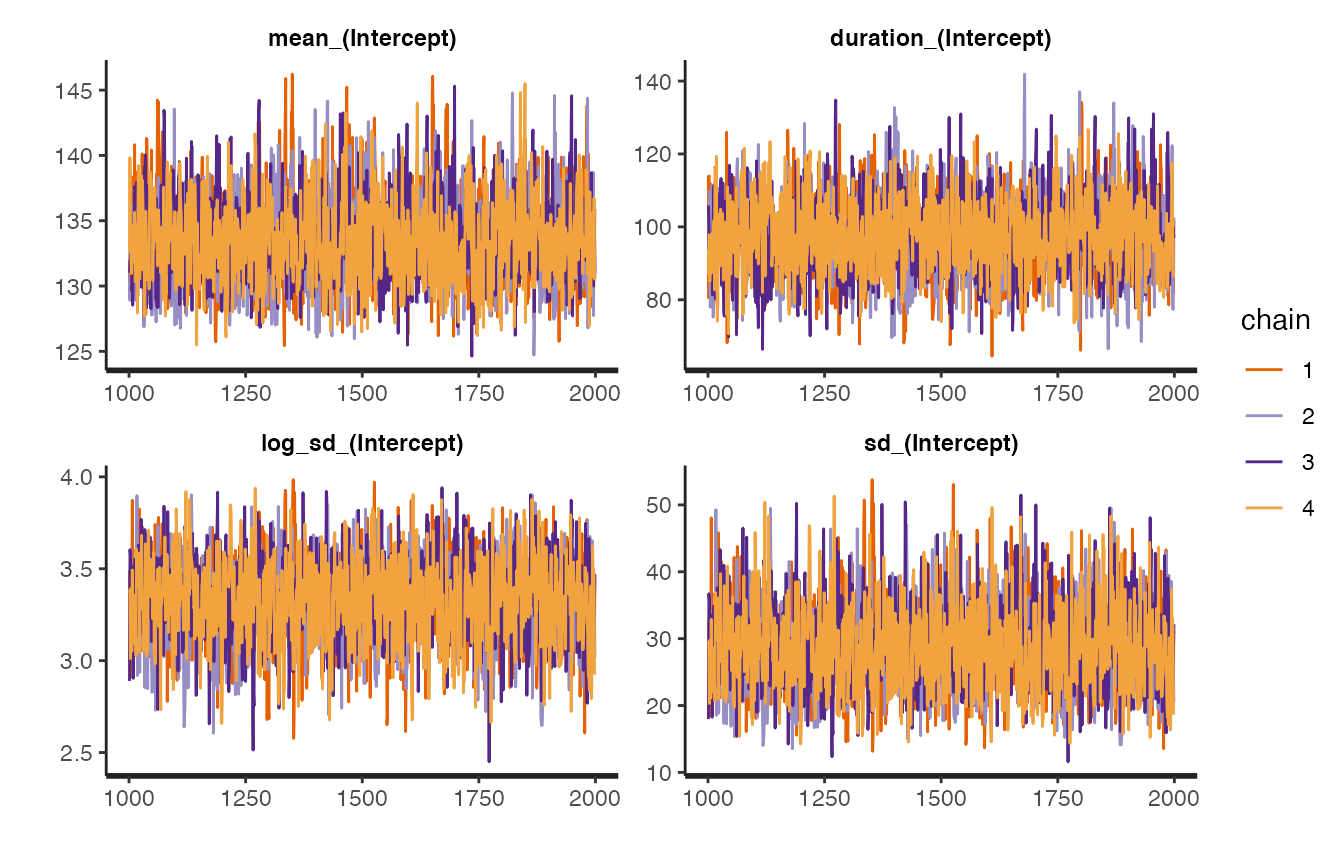 mean_(Intercept)
duration_(Intercept)
145
140
135
130
125
1000 1250 1500 1750 2000
140
120
100
80
1000 1250 1500 1750 2000
log_sd_(Intercept)
sd_(Intercept)
4.0
3.5
3.0
2.5
1000 1250 1500 1750 2000
50
40
30
20
10
1000 1250 1500 1750 2000
chain
1
2
3
4